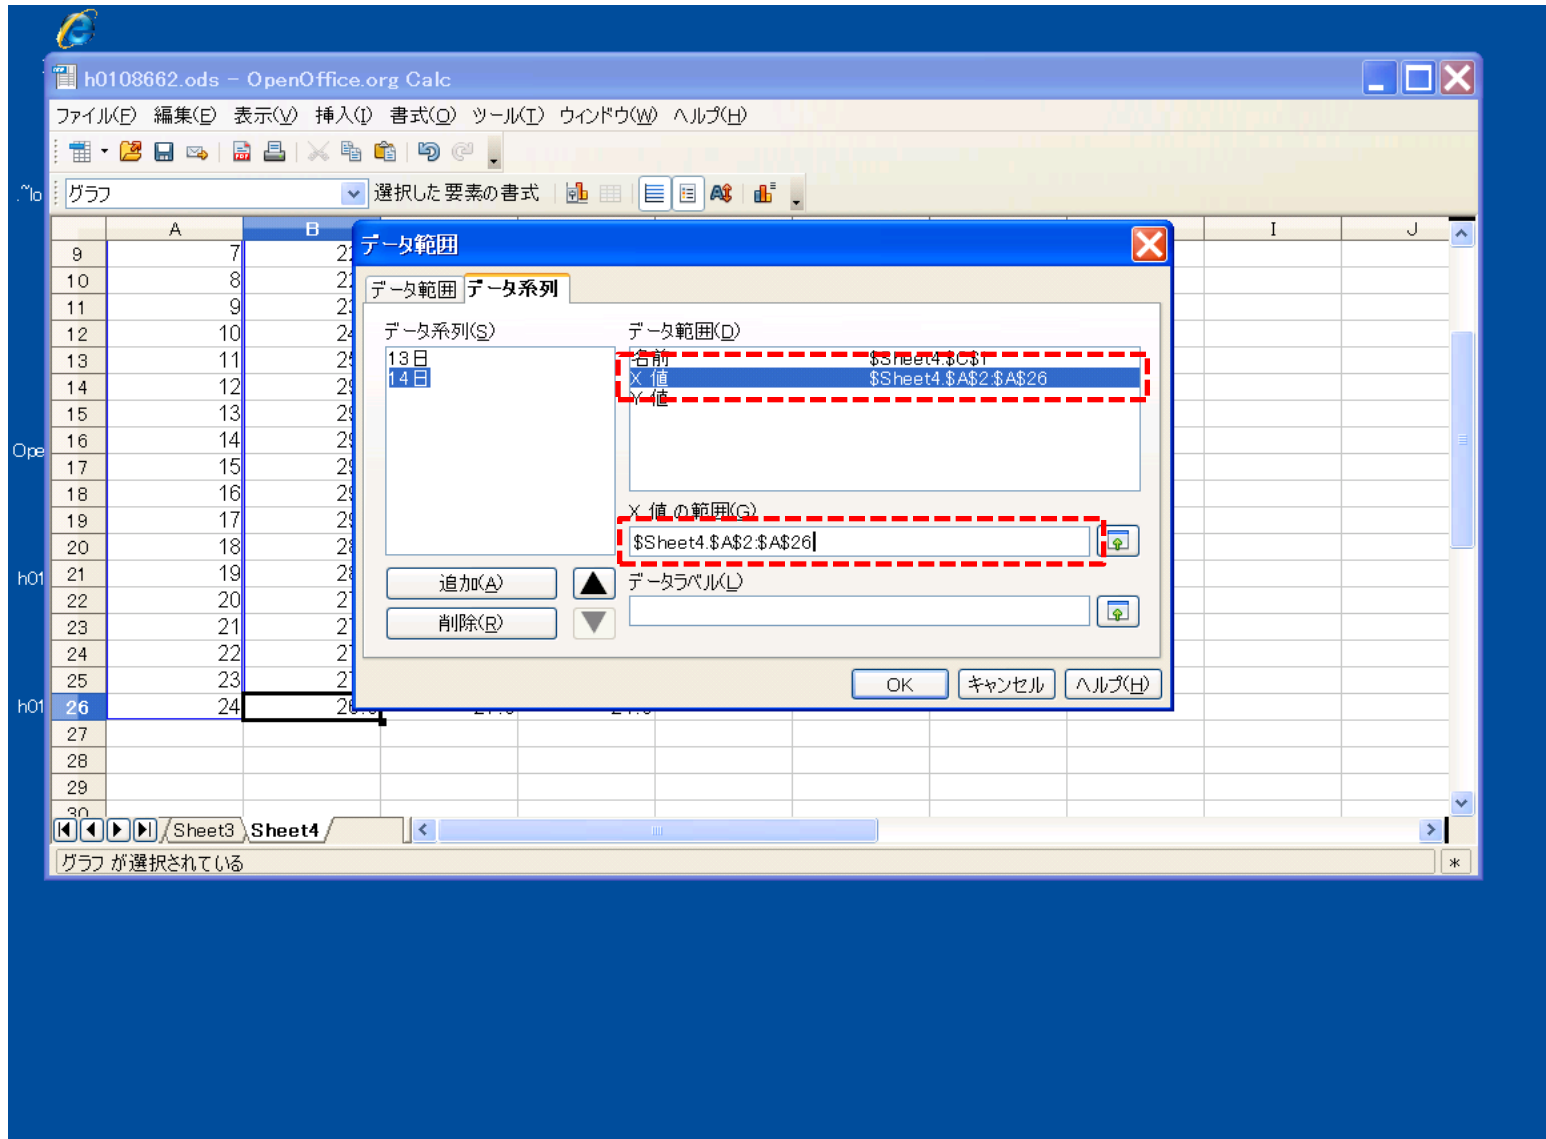 h0108662.ods - OpenOffice.org Calc
ファイル(F) 編集(E) 表示(V) 挿入(I) 書式(O) ツール(T) ウィンドウ(W) ヘルプ(H)
グラフ 選択した要素の書式
A B I J
データ範囲
データ範囲 データ系列
データ系列(S) データ範囲(D)
13日
14日
名前 $Sheet4.$C$1
X 値 $Sheet4.$A$2:$A$26
Y 値
X 値 の範囲(G)
$Sheet4.$A$2:$A$26
データラベル(L)
追加(A)
削除(R)
OK キャンセル ヘルプ(H)
9 7
10 8
11 9
12 10
13 11
14 12
15 13
16 14
17 15
18 16
19 17
20 18
21 19
22 20
23 21
24 22
25 23
26 24
27
28
29
30
Sheet3 Sheet4
グラフ が選択されている *
.~lo
Ope
h01
h01